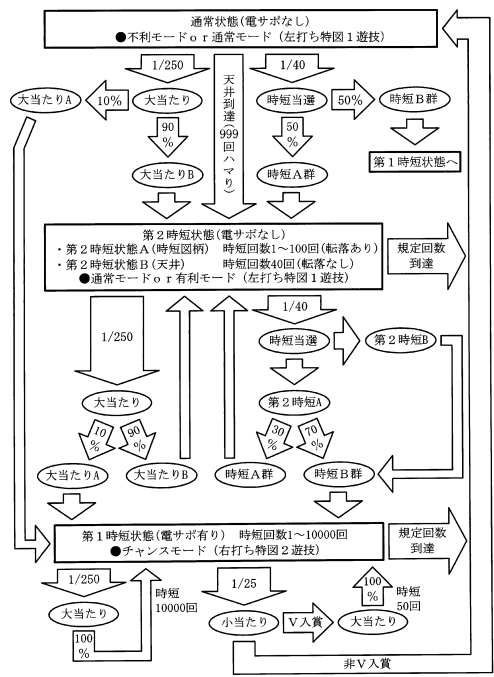 通常状態(電サポなし)
●不利モードｏｒ通常モード（左打ち特図１遊技）
1/250
天井到達(999回ハマり)
1/40
大当たりA
10%
大当たり
時短当選
50%
時短Ｂ群
90%
50%
第１時短状態へ
大当たりB
時短Ａ群
第２時短状態(電サポなし)
・第２時短状態Ａ(時短図柄)　時短回数1～100回(転落あり)
・第２時短状態Ｂ(天井)　時短回数40回(転落なし)
●通常モードｏｒ有利モード（左打ち特図１遊技）
規定回数
到達
1/250
1/40
時短当選
第２時短B
大当たり
第２時短A
10%
90%
30%
70%
大当たりA
大当たりB
時短Ａ群
時短Ｂ群
第１時短状態(電サポ有り)　時短回数1～10000回
●チャンスモード（右打ち特図２遊技）
規定回数
到達
1/250
時短
10000回
1/25
100%
時短
50回
大当たり
小当たり
Ｖ入賞
大当たり
100%
非Ｖ入賞